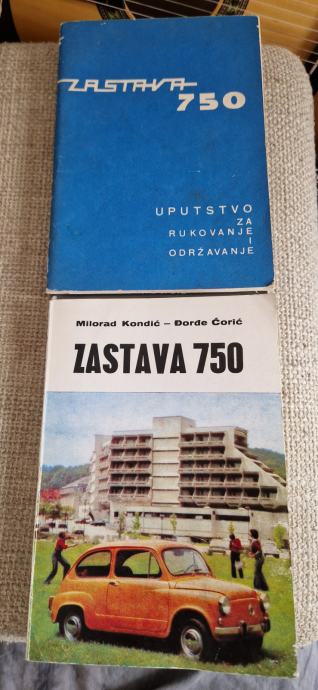 ZASTAVA
750
UPUTSTVO
ZA
RUKOVANJE
I
ODRŽAVANJE
Milorad Kondić – Đorđe Ćorić
ZASTAVA 750